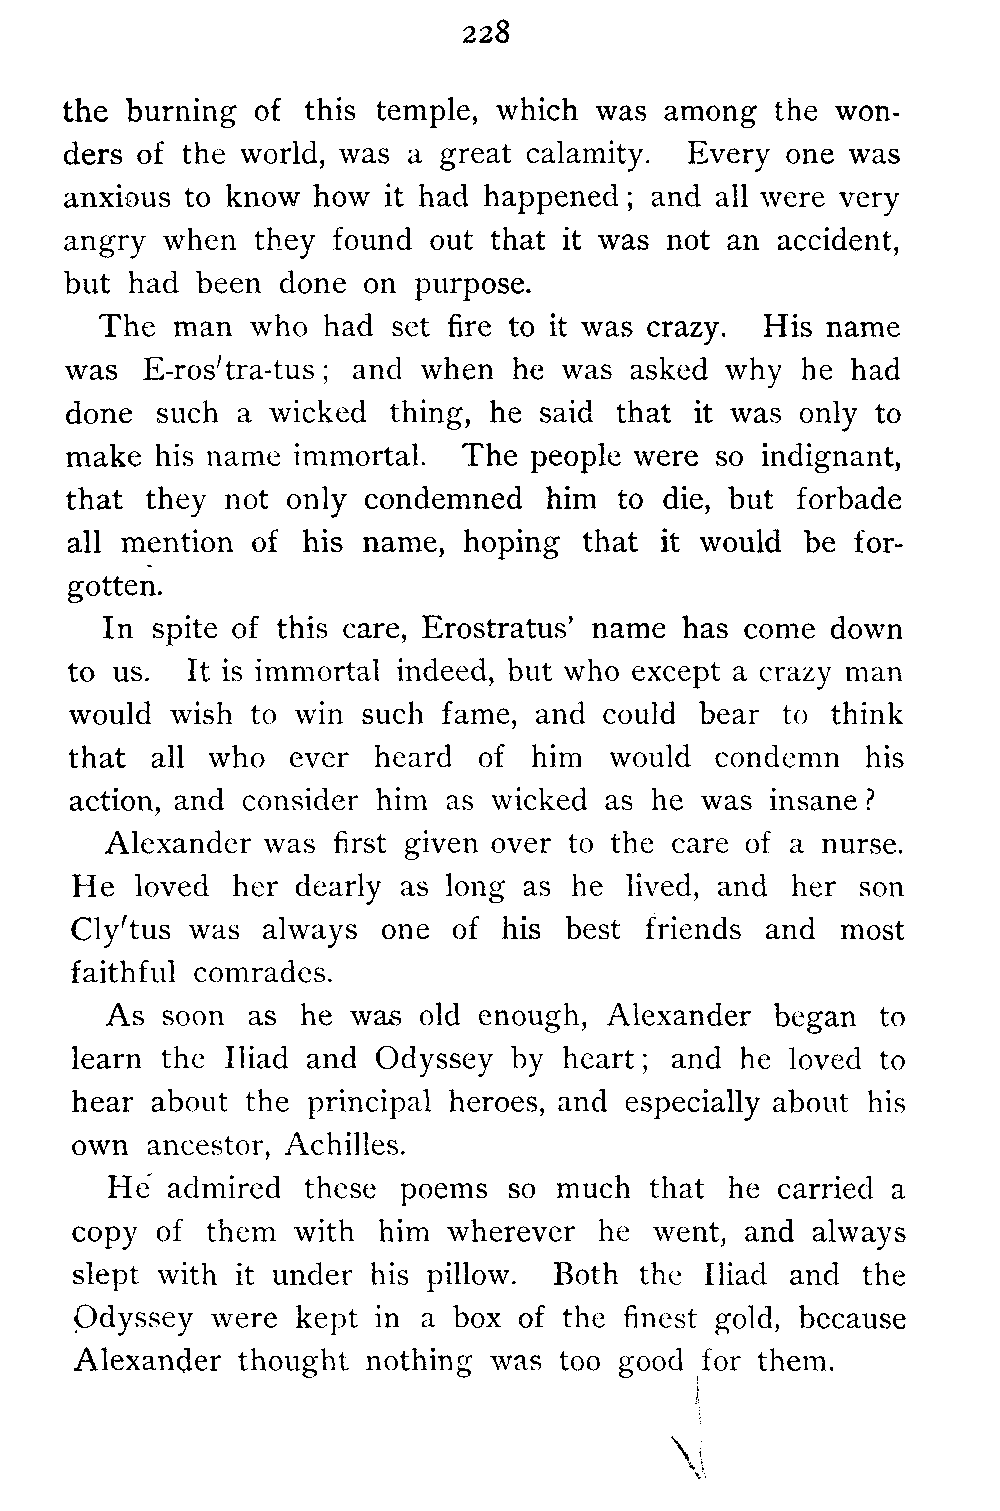 228
the burning of this temple, which was among the won-
ders of the world, was a great calamity. Every one was
anxious to know how it had happened; and all were very
angry when they found out that it was not an accident,
but had been done on purpose.
The man who had set fire to it was crazy. His name
was E-ros′tra-tus; and when he was asked why he had
done such a wicked thing, he said that it was only to
make his name immortal. The people were so indignant,
that they not only condemned him to die, but forbade
all mention of his name, hoping that it would be for-
gotten.
In spite of this care, Erostratus’ name has come down
to us. It is immortal indeed, but who except a crazy man
would wish to win such fame, and could bear to think
that all who ever heard of him would condemn his
action, and consider him as wicked as he was insane?
Alexander was first given over to the care of a nurse.
He loved her dearly as long as he lived, and her son
Cly′tus was always one of his best friends and most
faithful comrades.
As soon as he was old enough, Alexander began to
learn the Iliad and Odyssey by heart; and he loved to
hear about the principal heroes, and especially about his
own ancestor, Achilles.
He admired these poems so much that he carried a
copy of them with him wherever he went, and always
slept with it under his pillow. Both the Iliad and the
Odyssey were kept in a box of the finest gold, because
Alexander thought nothing was too good for them.